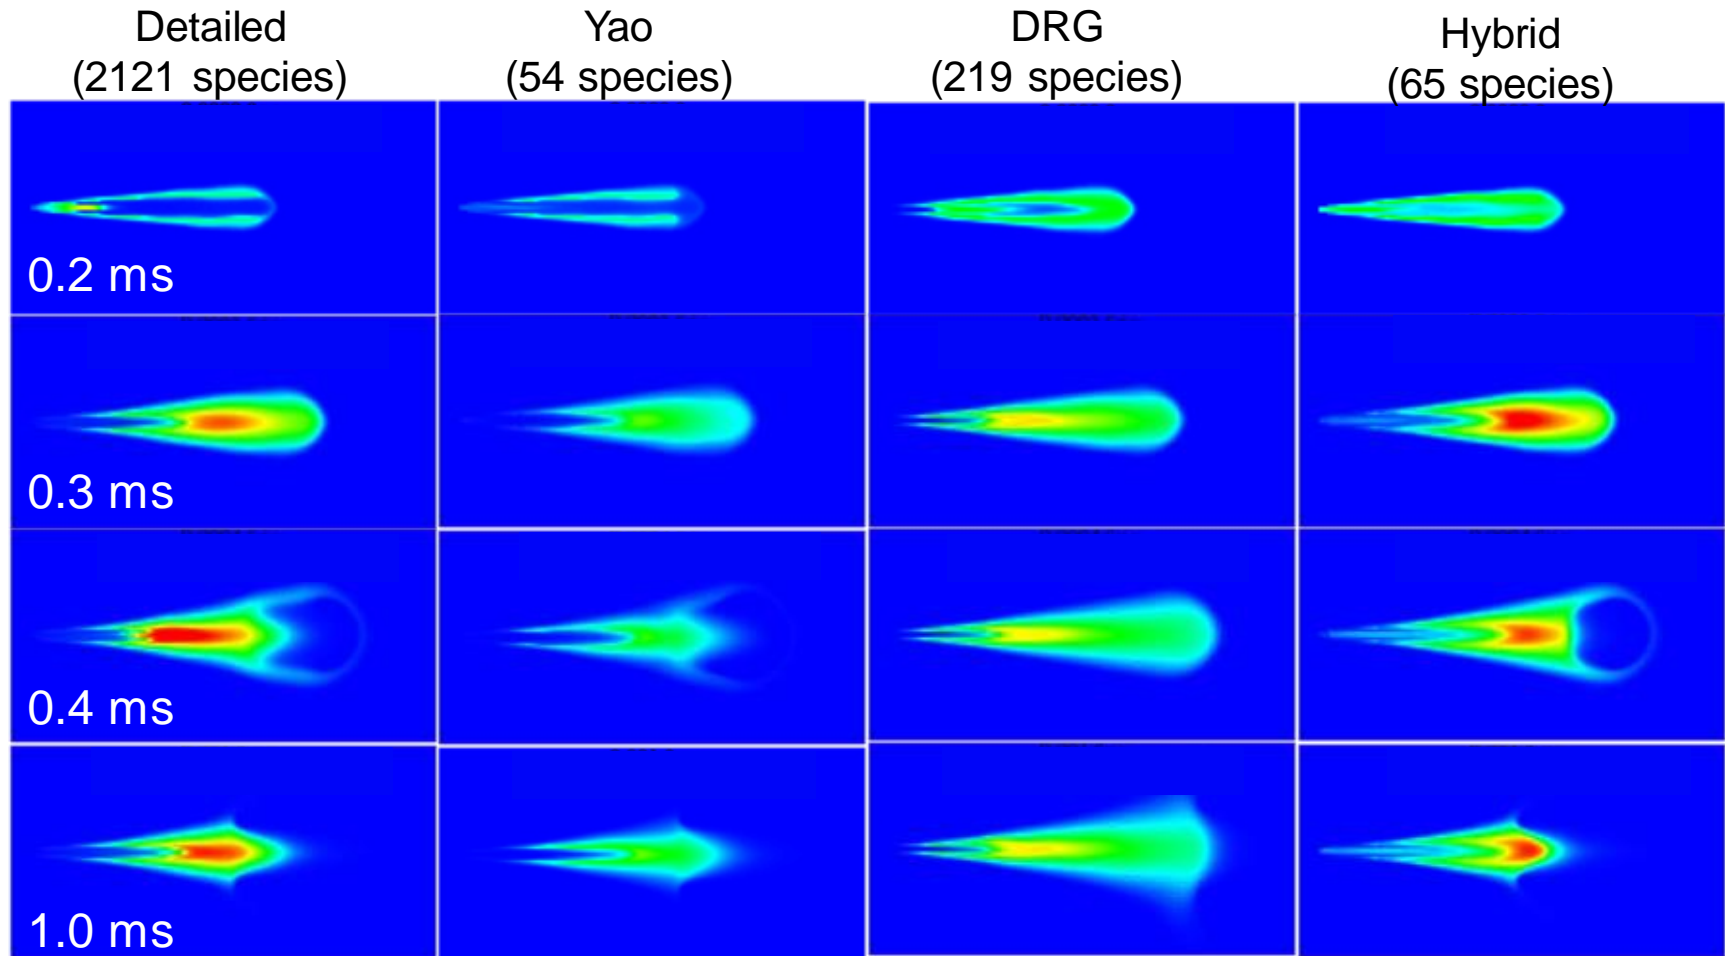 Detailed
(2121 species)
Yao
(54 species)
DRG
(219 species)
Hybrid
(65 species)
0.2 ms
0.3 ms
0.4 ms
1.0 ms